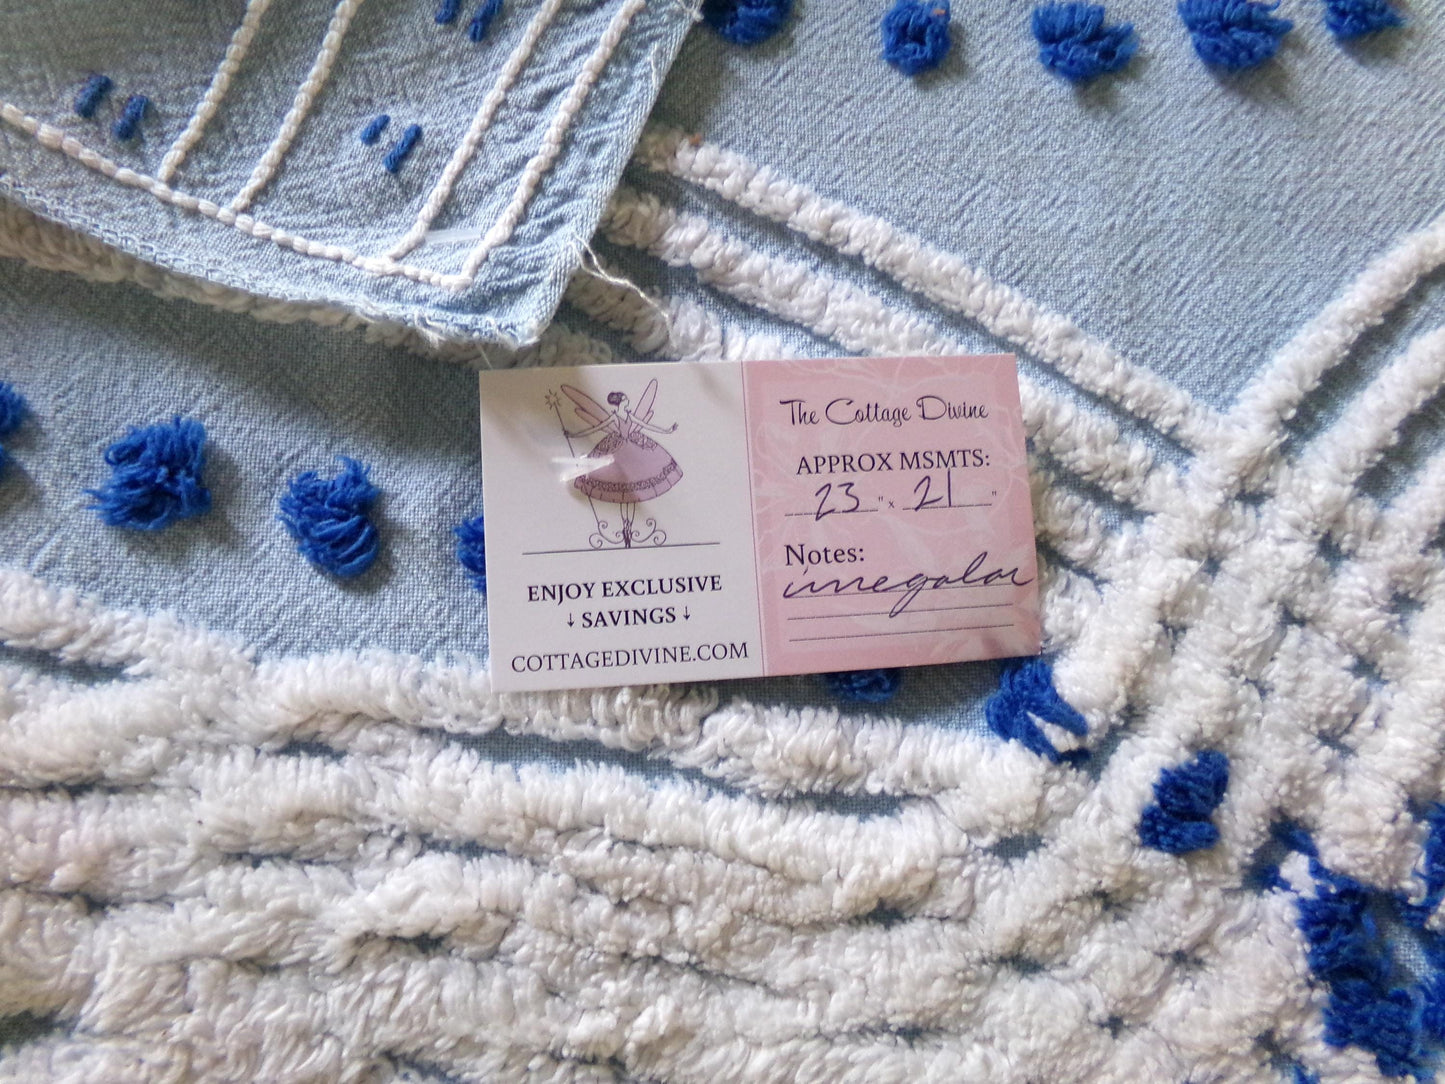 The Cottage Divine
APPROX MSMTS:
23 " x 21 "
Notes:
irregular
ENJOY EXCLUSIVE
↓ SAVINGS ↓
COTTAGEDIVINE.COM